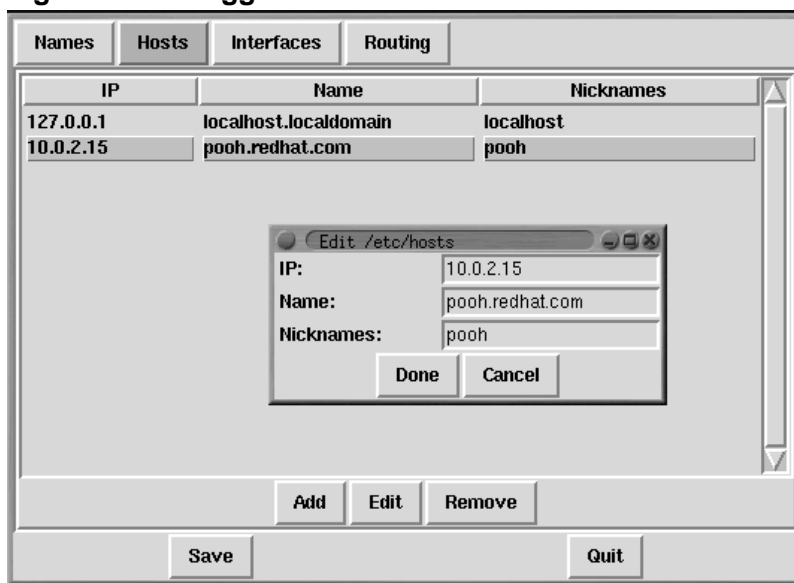 Names Hosts Interfaces Routing
IP Name Nicknames
127.0.0.1 localhost.localdomain localhost
10.0.2.15 pooh.redhat.com pooh
Edit /etc/hosts
IP: 10.0.2.15
Name: pooh.redhat.com
Nicknames: pooh
Done Cancel
Add Edit Remove
Save Quit